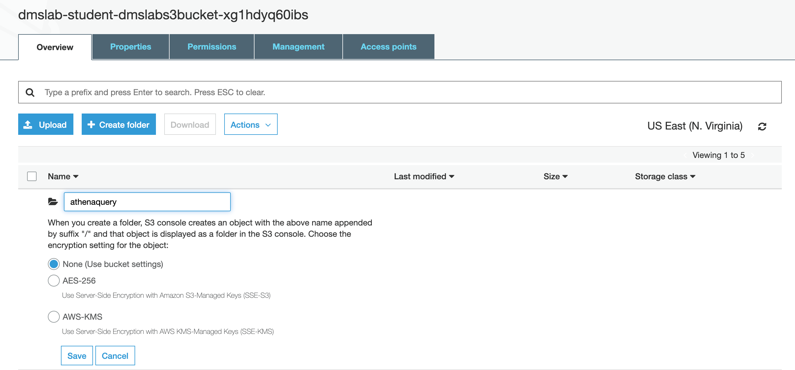 dmslab-student-dmslabs3bucket-xg1hdyq60ibs
Overview Properties Permissions Management Access points
Type a prefix and press Enter to search. Press ESC to clear.
Upload + Create folder Download Actions US East (N. Virginia)
Viewing 1 to 5
Name Last modified Size Storage class
athenaquery
When you create a folder, S3 console creates an object with the above name appended
by suffix "/" and that object is displayed as a folder in the S3 console. Choose the
encryption setting for the object:
None (Use bucket settings)
AES-256
Use Server-Side Encryption with Amazon S3-Managed Keys (SSE-S3)
AWS-KMS
Use Server-Side Encryption with AWS KMS-Managed Keys (SSE-KMS)
Save Cancel